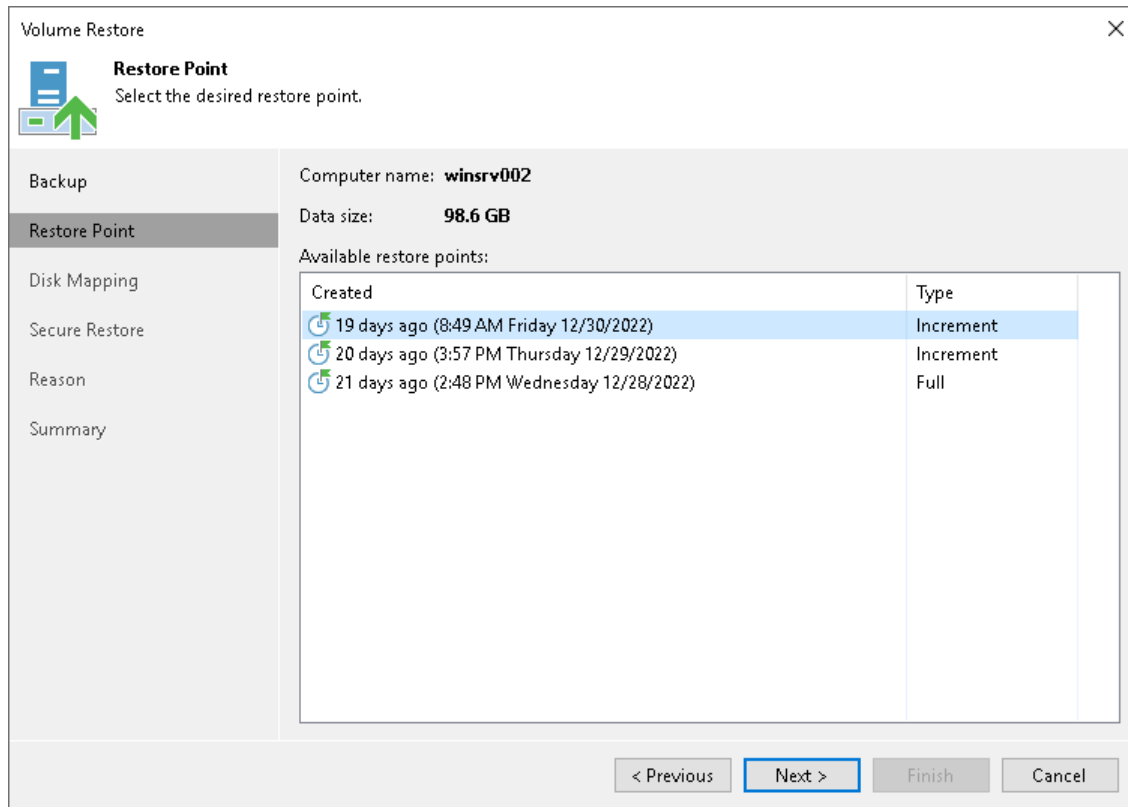 Volume Restore
Restore Point
Select the desired restore point.
Backup
Restore Point
Disk Mapping
Secure Restore
Reason
Summary
Computer name: winsrv002
Data size: 98.6 GB
Available restore points:
Created Type
19 days ago (8:49 AM Friday 12/30/2022) Increment
20 days ago (3:57 PM Thursday 12/29/2022) Increment
21 days ago (2:48 PM Wednesday 12/28/2022) Full
< Previous Next > Finish Cancel